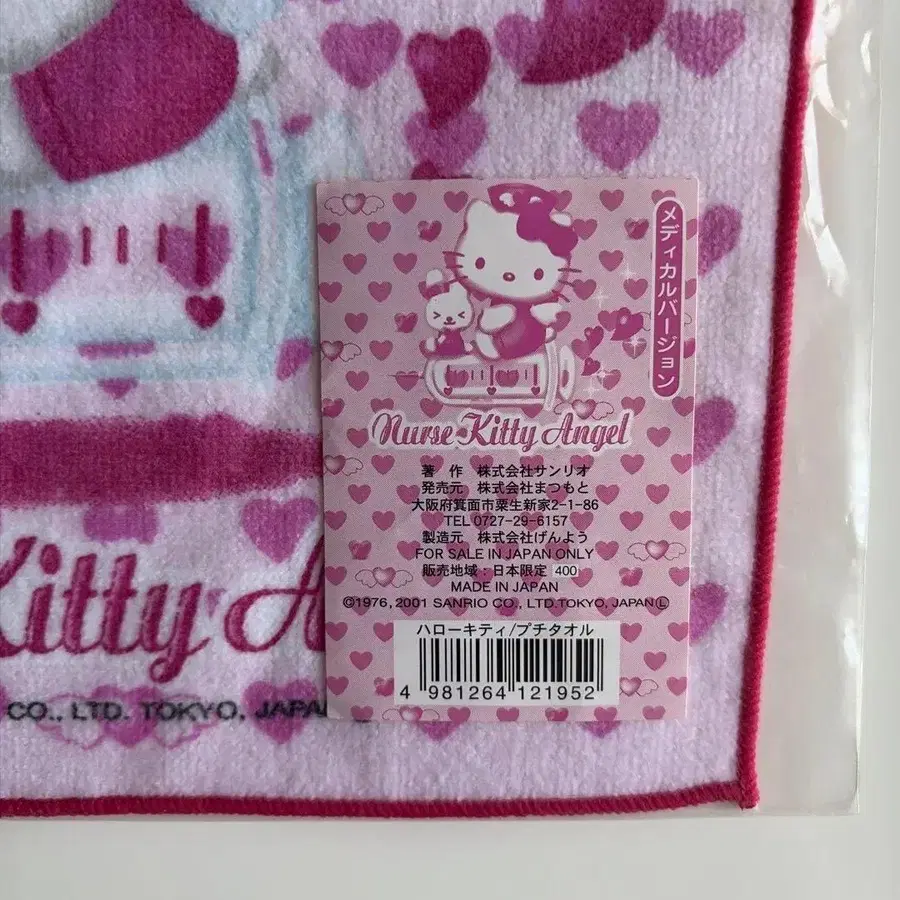 メディカルバージョン
Nurse Kitty Angel
著 作 株式会社サンリオ
発売元 株式会社まつもと
大阪府箕面市粟生新家2-1-86
TEL 0727-29-6157
製造元 株式会社げんよう
FOR SALE IN JAPAN ONLY
販売地域：日本限定 400
MADE IN JAPAN
©1976, 2001 SANRIO CO., LTD.TOKYO, JAPAN Ⓛ
ハローキティ/プチタオル
4 981264 121952
Kitty A
CO., LTD. TOKYO, JAPA